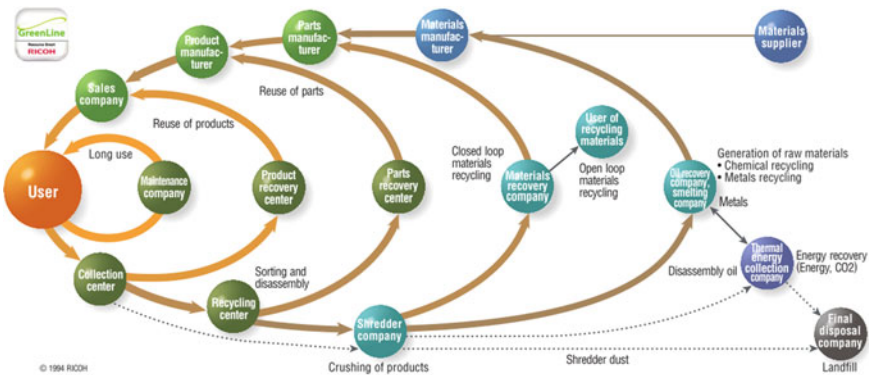 GreenLine
Resource Smart
RICOH
Product
manufac-
turer
Parts
manufac-
turer
Materials
manufac-
turer
Materials
supplier
Sales
company
Reuse of parts
Reuse of products
User of
recycling
materials
Long use
Closed loop
materials
recycling
Generation of raw materials
• Chemical recycling
• Metals recycling
User
Maintenance
company
Product
recovery
center
Parts
recovery
center
Materials
recovery
company
Open loop
materials
recycling
Oil recovery
company,
smelting
company
Metals
Collection
center
Sorting and
disassembly
Disassembly oil
Thermal
energy
collection
company
Energy recovery
(Energy, CO2)
Recycling
center
Shredder
company
Final
disposal
company
Shredder dust
© 1994 RICOH
Crushing of products
Landfill